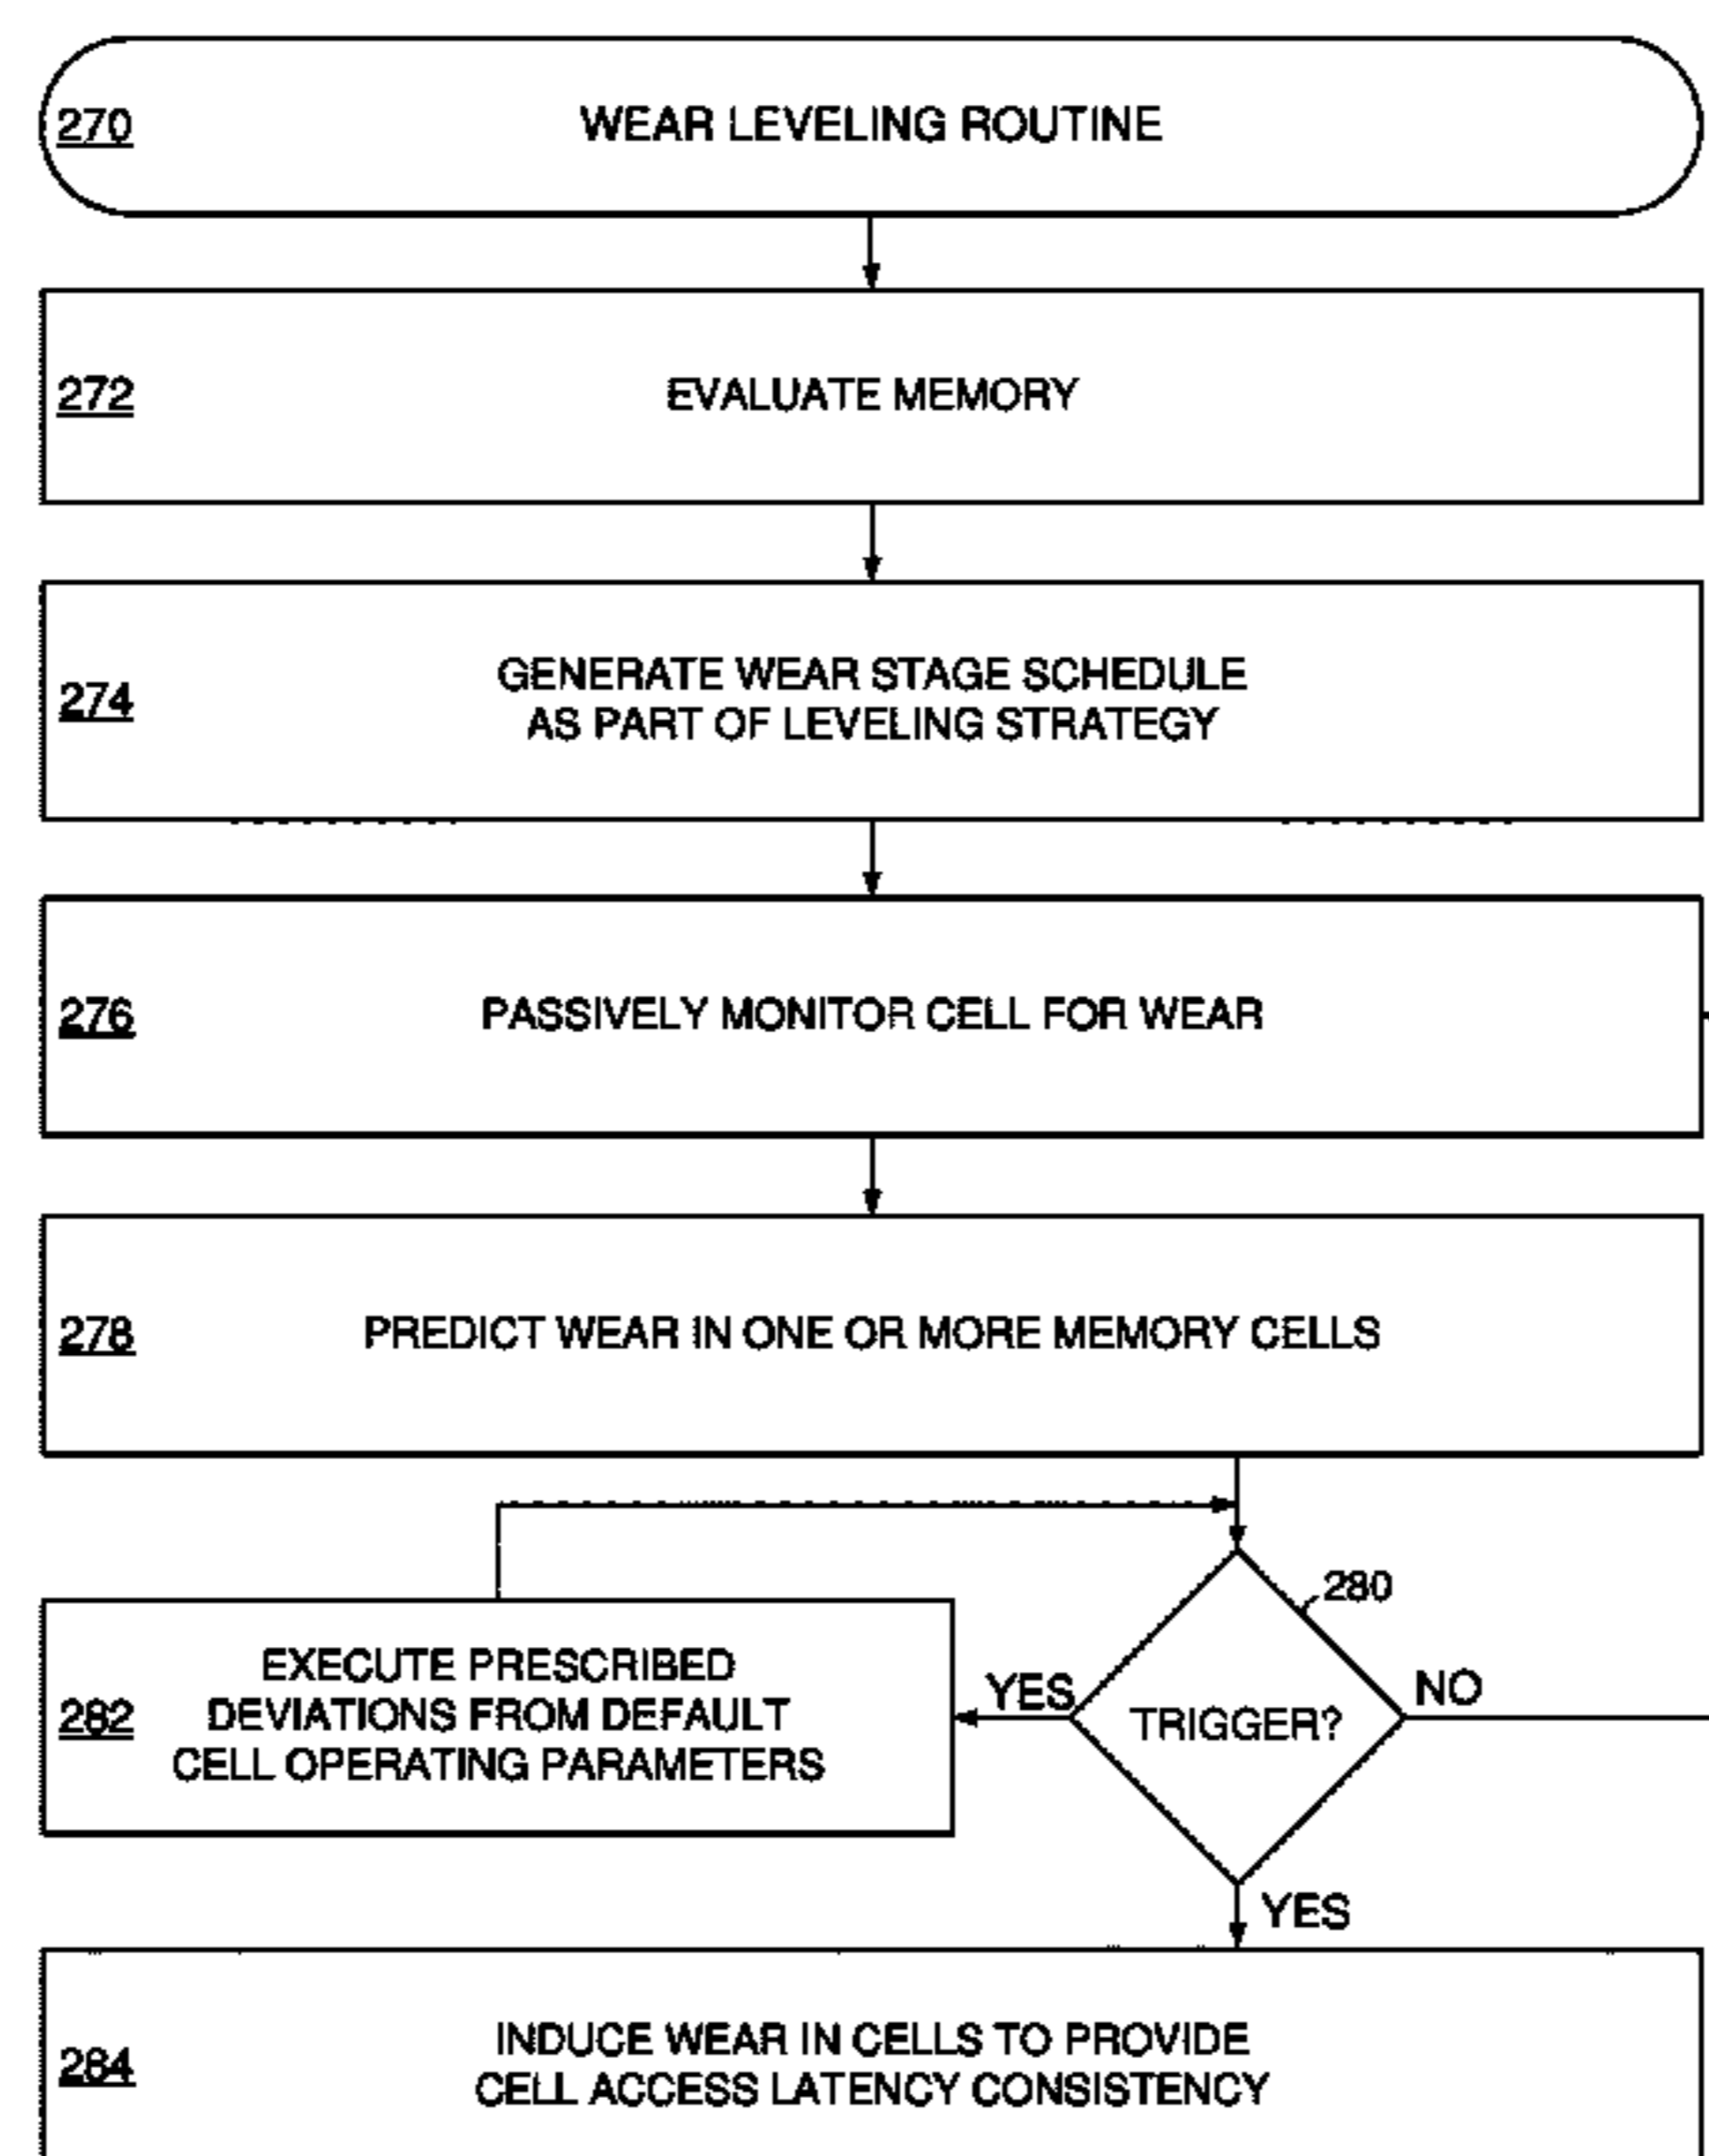 270 WEAR LEVELING ROUTINE
272 EVALUATE MEMORY
GENERATE WEAR STAGE SCHEDULE
274
AS PART OF LEVELING STRATEGY
276 PASSIVELY MONITOR CELL FOR WEAR
278 PREDICT WEAR IN ONE OR MORE MEMORY CELLS
280
EXECUTE PRESCRIBED
282 DEVIATIONS FROM DEFAULT
CELL OPERATING PARAMETERS
YES
TRIGGER?
NO
YES
INDUCE WEAR IN CELLS TO PROVIDE
284
CELL ACCESS LATENCY CONSISTENCY